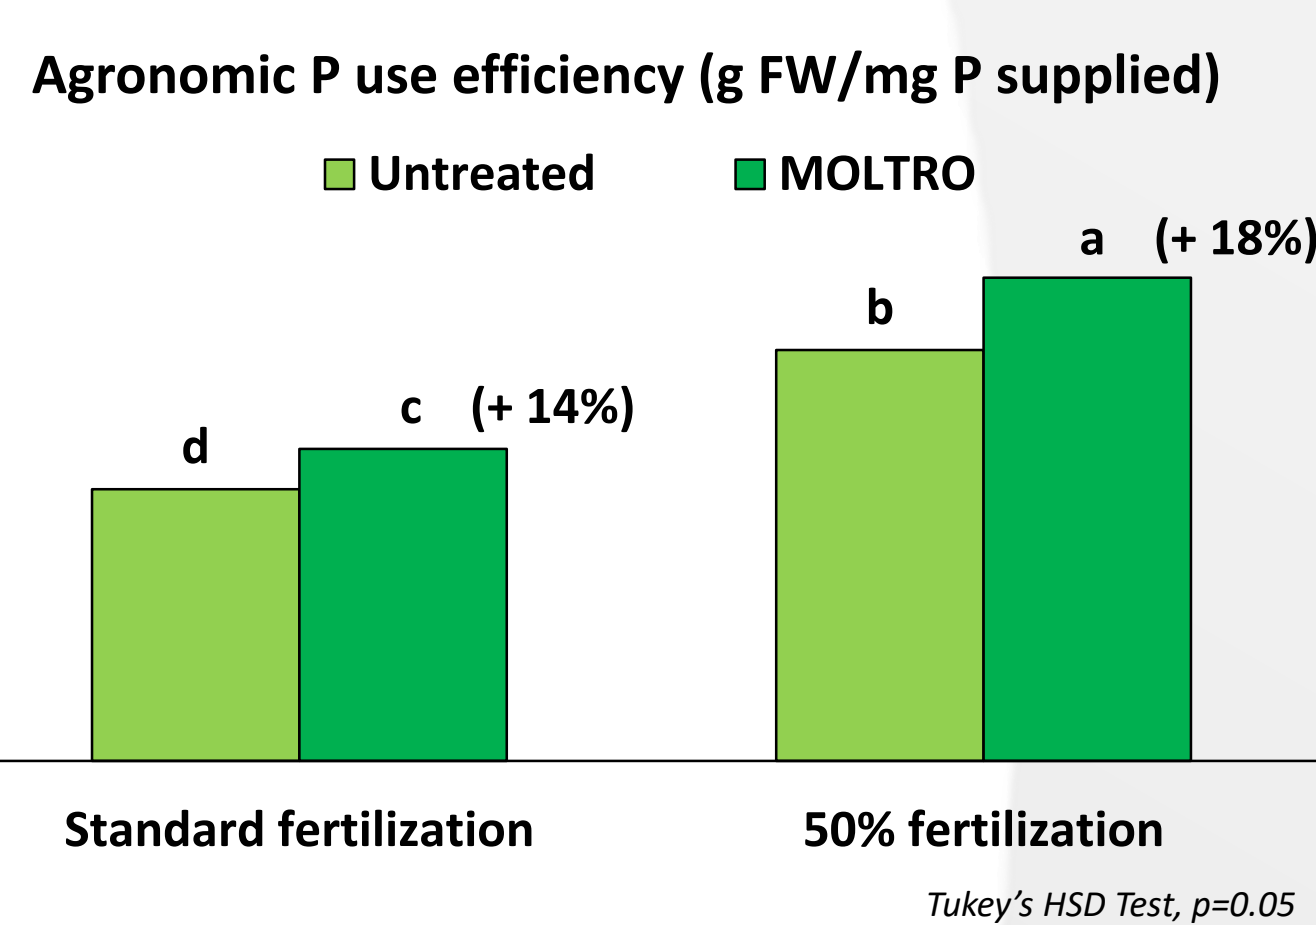 Agronomic P use efficiency (g FW/mg P supplied)
Untreated MOLTRO
a (+ 18%)
b
c (+ 14%)
d
Standard fertilization 50% fertilization
Tukey’s HSD Test, p=0.05